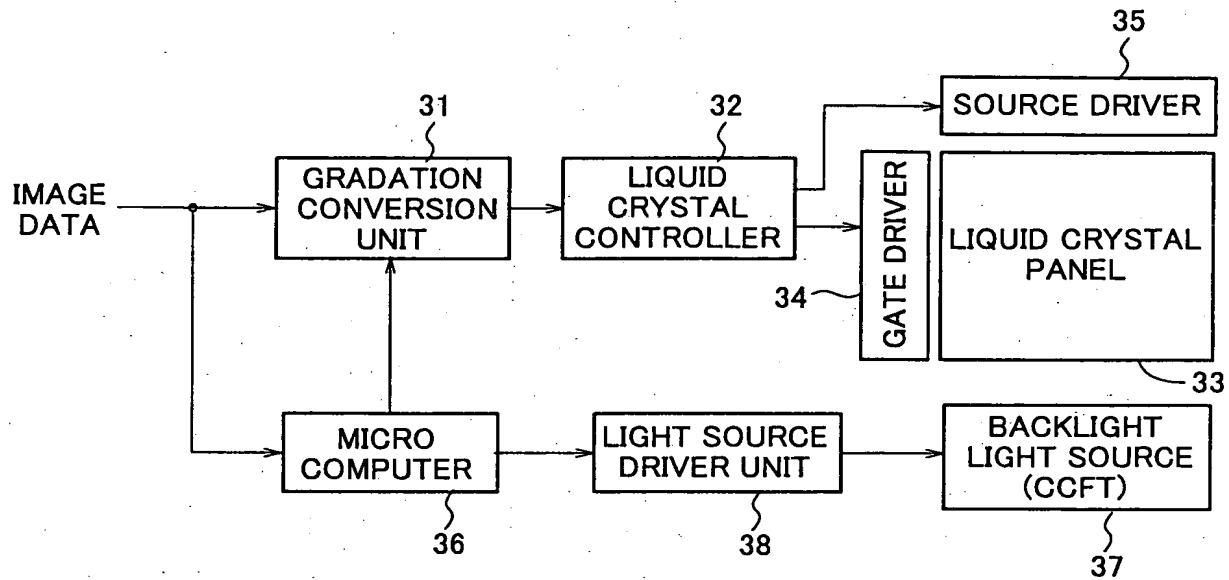 35
SOURCE DRIVER
31
32
IMAGE
DATA
GRADATION
CONVERSION
UNIT
LIQUID
CRYSTAL
CONTROLLER
GATE DRIVER
34
LIQUID CRYSTAL
PANEL
33
MICRO
COMPUTER
36
LIGHT SOURCE
DRIVER UNIT
38
BACKLIGHT
LIGHT SOURCE
(CCFT)
37